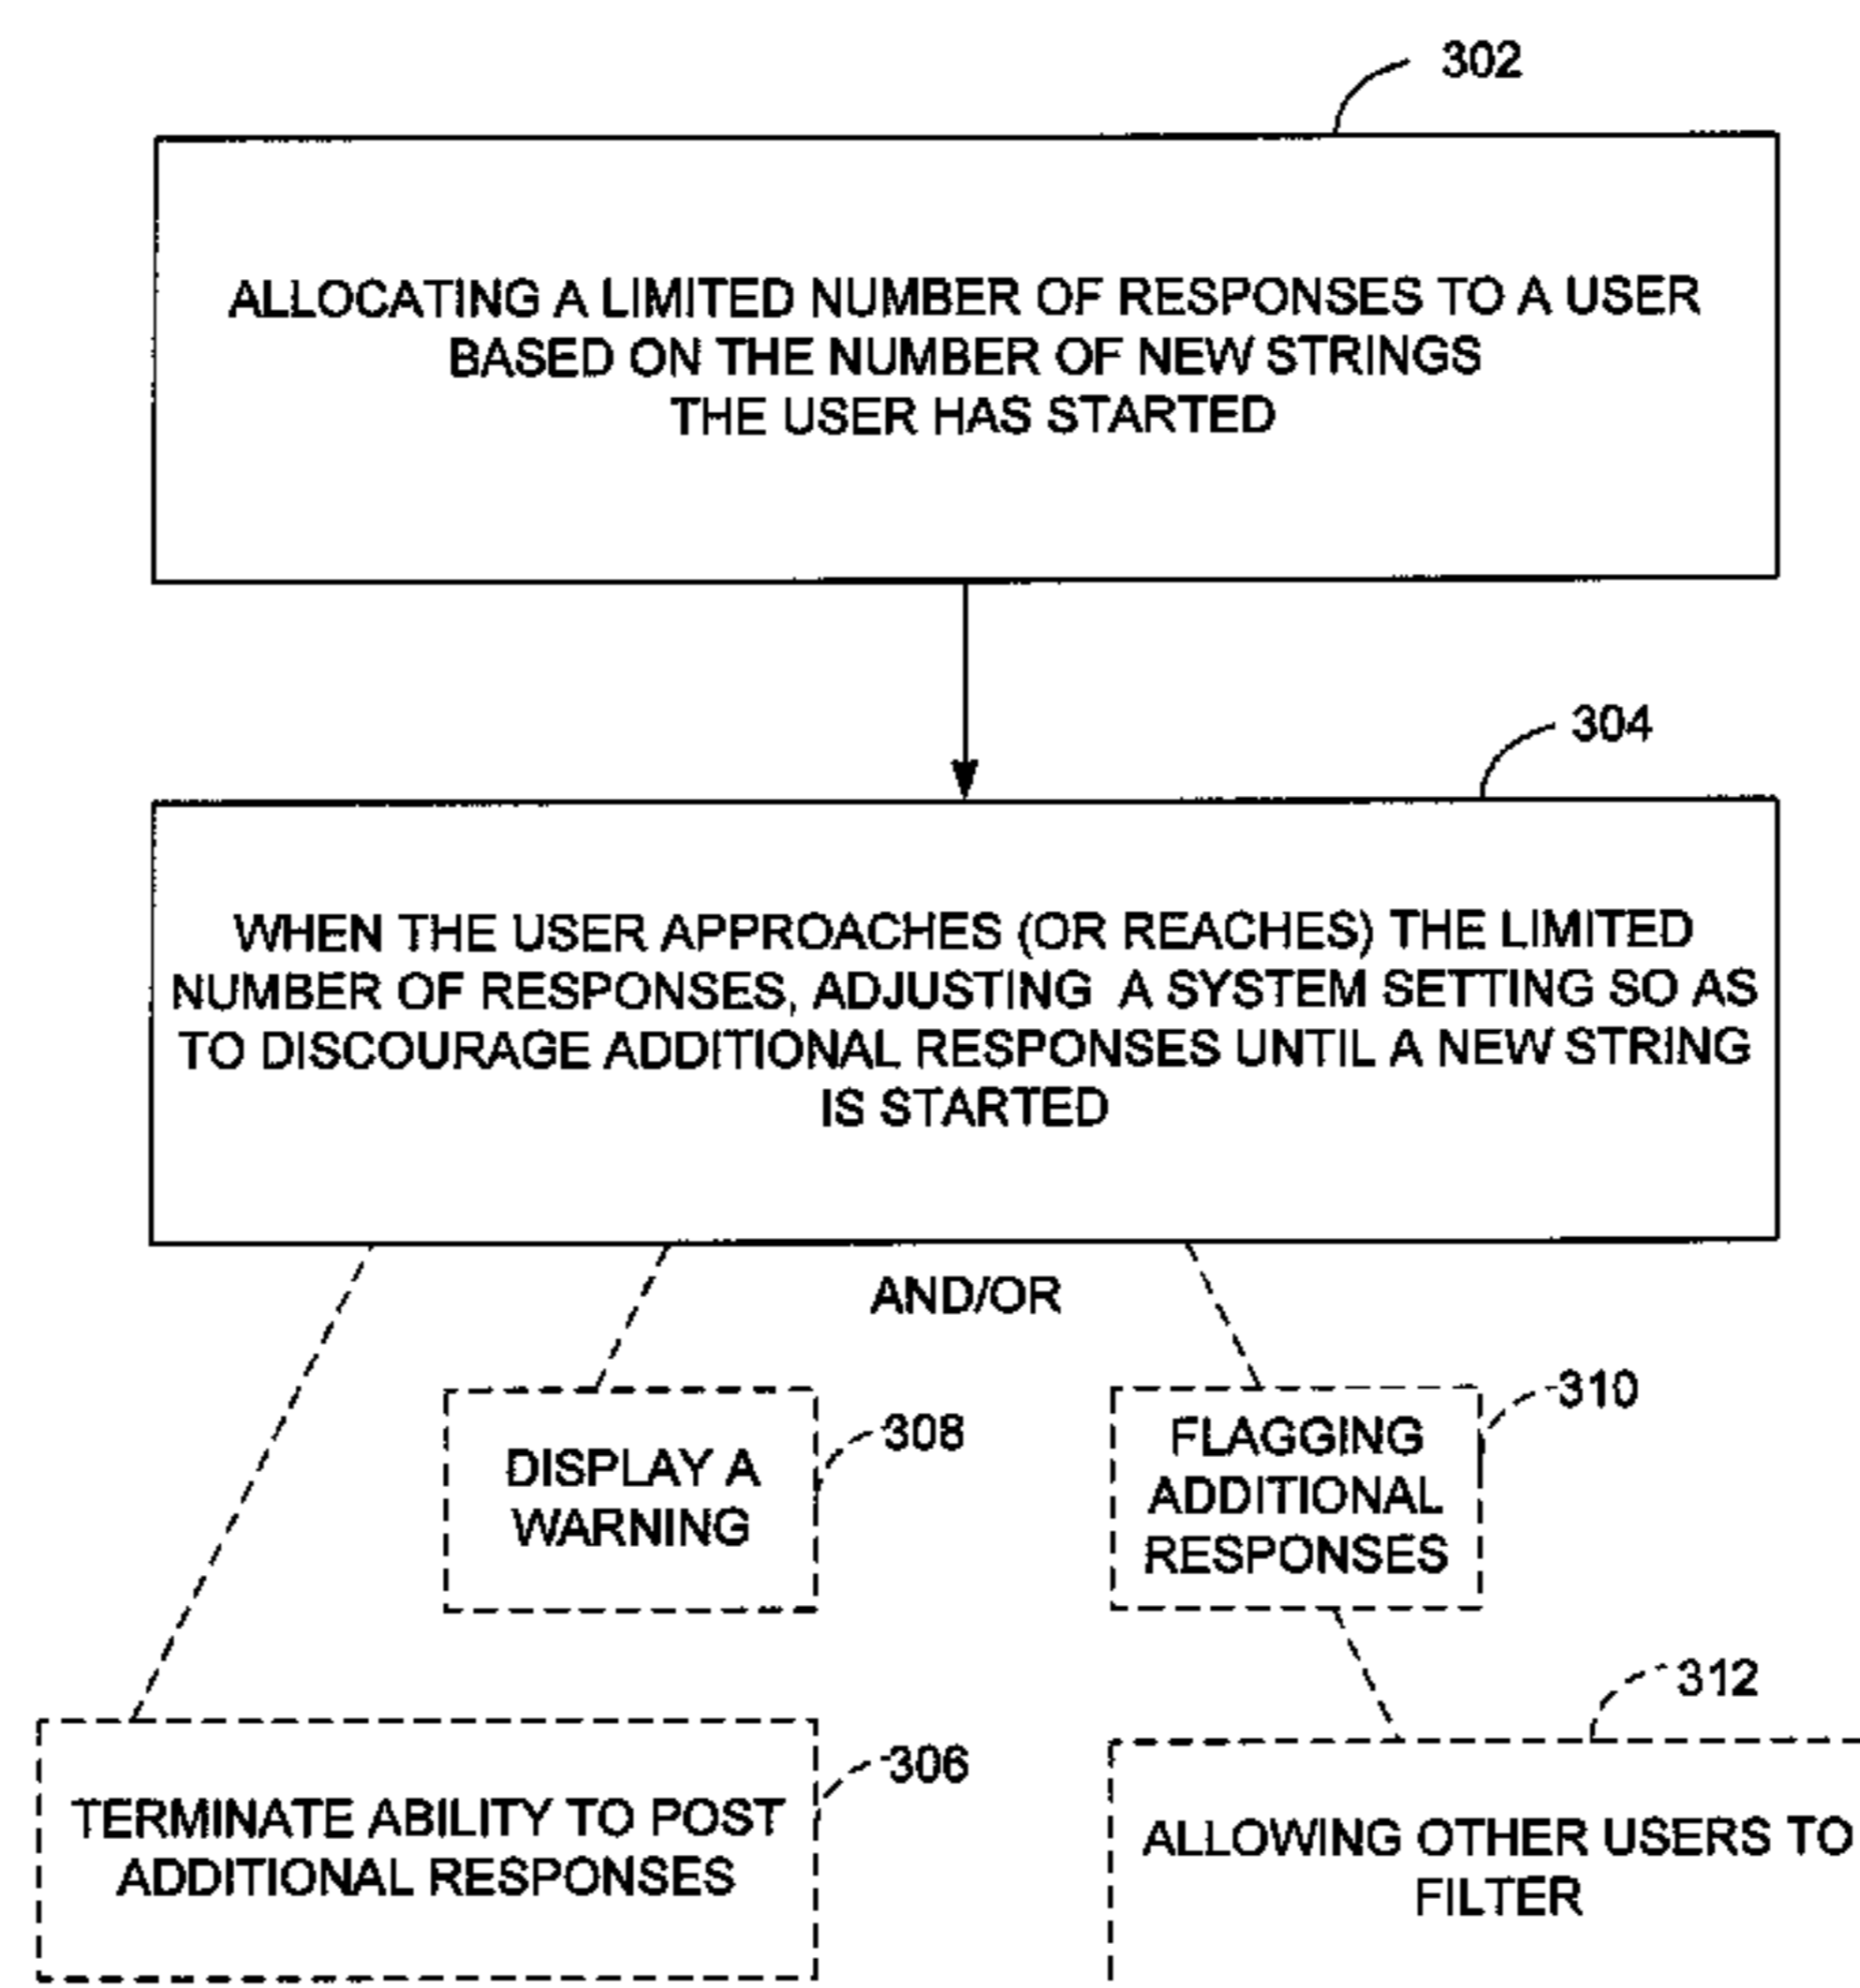 302
ALLOCATING A LIMITED NUMBER OF RESPONSES TO A USER
BASED ON THE NUMBER OF NEW STRINGS
THE USER HAS STARTED
304
WHEN THE USER APPROACHES (OR REACHES) THE LIMITED
NUMBER OF RESPONSES, ADJUSTING A SYSTEM SETTING SO AS
TO DISCOURAGE ADDITIONAL RESPONSES UNTIL A NEW STRING
IS STARTED
AND/OR
308
DISPLAY A
WARNING
310
FLAGGING
ADDITIONAL
RESPONSES
306
TERMINATE ABILITY TO POST
ADDITIONAL RESPONSES
312
ALLOWING OTHER USERS TO
FILTER